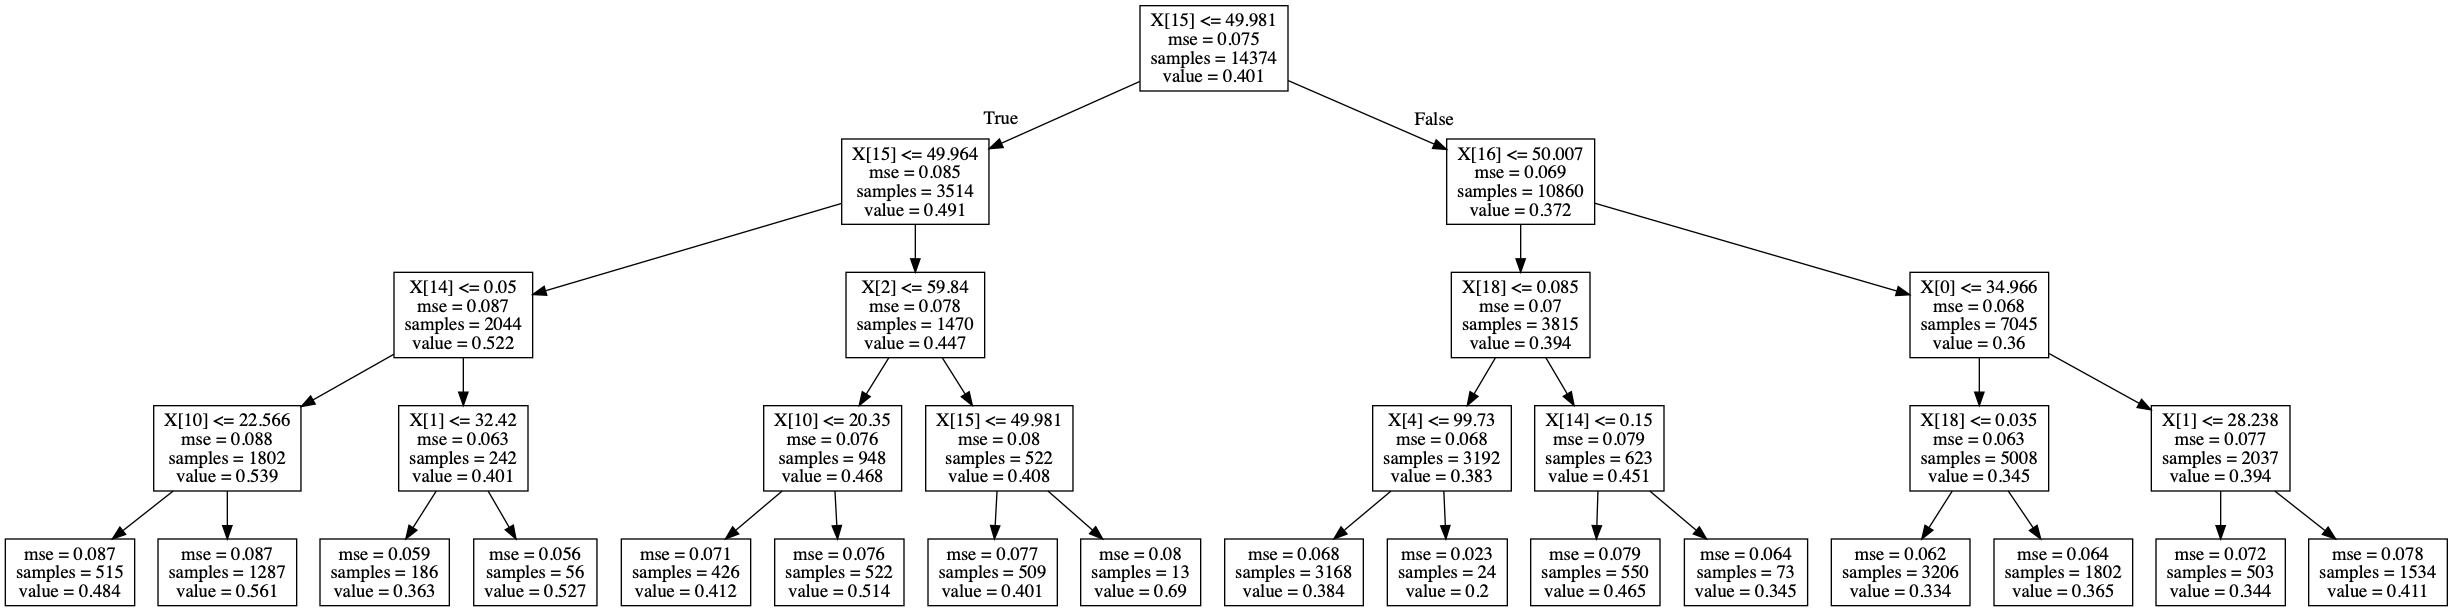 X[15] <= 49.981
mse = 0.075
samples = 14374
value = 0.401
True
False
X[15] <= 49.964
mse = 0.085
samples = 3514
value = 0.491
X[16] <= 50.007
mse = 0.069
samples = 10860
value = 0.372
X[14] <= 0.05
mse = 0.087
samples = 2044
value = 0.522
X[2] <= 59.84
mse = 0.078
samples = 1470
value = 0.447
X[18] <= 0.085
mse = 0.07
samples = 3815
value = 0.394
X[0] <= 34.966
mse = 0.068
samples = 7045
value = 0.36
X[10] <= 22.566
mse = 0.088
samples = 1802
value = 0.539
X[1] <= 32.42
mse = 0.063
samples = 242
value = 0.401
X[10] <= 20.35
mse = 0.076
samples = 948
value = 0.468
X[15] <= 49.981
mse = 0.08
samples = 522
value = 0.408
X[4] <= 99.73
mse = 0.068
samples = 3192
value = 0.383
X[14] <= 0.15
mse = 0.079
samples = 623
value = 0.451
X[18] <= 0.035
mse = 0.063
samples = 5008
value = 0.345
X[1] <= 28.238
mse = 0.077
samples = 2037
value = 0.394
mse = 0.087
samples = 515
value = 0.484
mse = 0.087
samples = 1287
value = 0.561
mse = 0.059
samples = 186
value = 0.363
mse = 0.056
samples = 56
value = 0.527
mse = 0.071
samples = 426
value = 0.412
mse = 0.076
samples = 522
value = 0.514
mse = 0.077
samples = 509
value = 0.401
mse = 0.08
samples = 13
value = 0.69
mse = 0.068
samples = 3168
value = 0.384
mse = 0.023
samples = 24
value = 0.2
mse = 0.079
samples = 550
value = 0.465
mse = 0.064
samples = 73
value = 0.345
mse = 0.062
samples = 3206
value = 0.334
mse = 0.064
samples = 1802
value = 0.365
mse = 0.072
samples = 503
value = 0.344
mse = 0.078
samples = 1534
value = 0.411